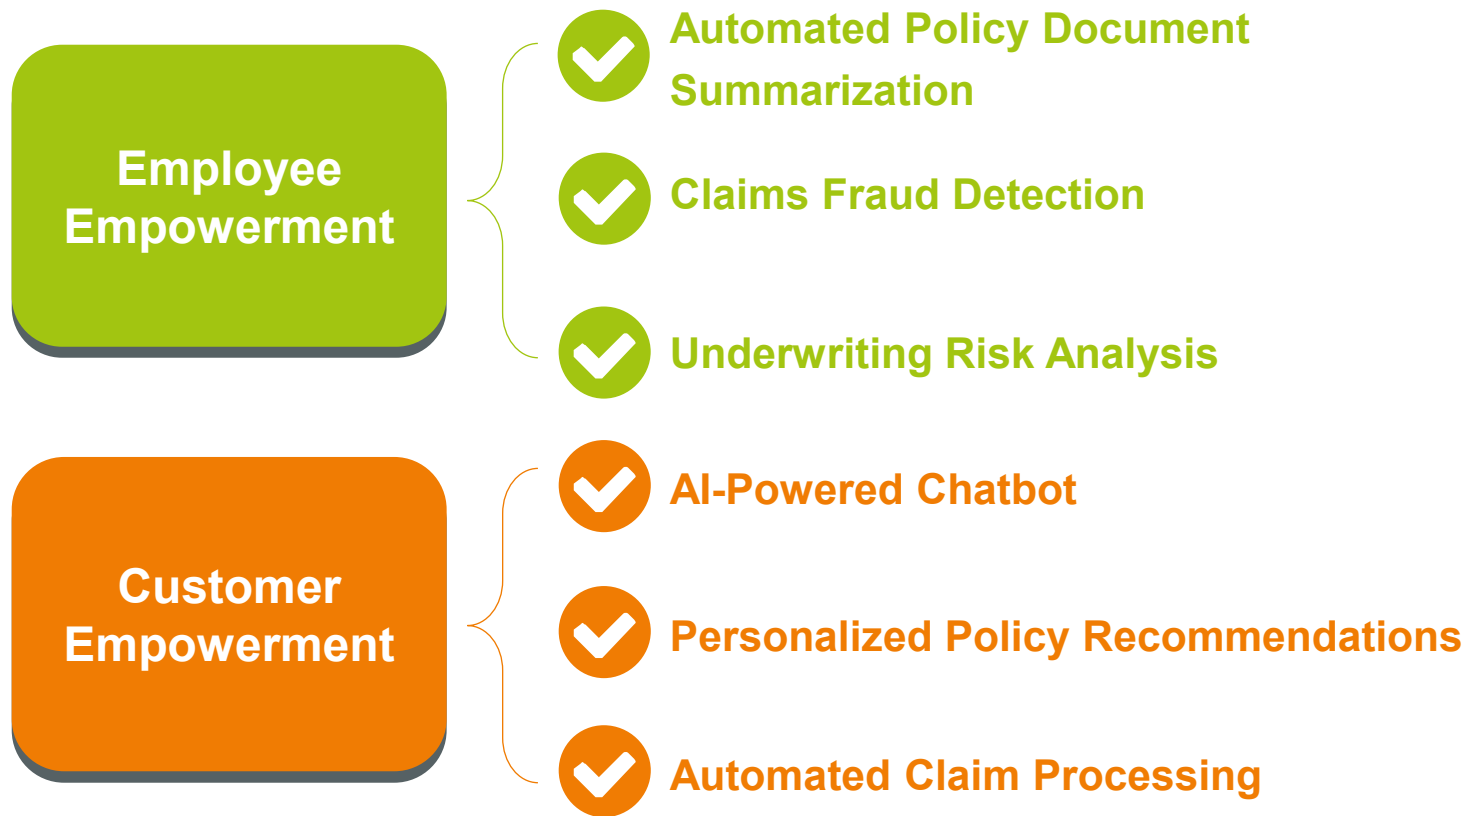 Employee
Empowerment
Automated Policy Document
Summarization
Claims Fraud Detection
Underwriting Risk Analysis
Customer
Empowerment
AI-Powered Chatbot
Personalized Policy Recommendations
Automated Claim Processing